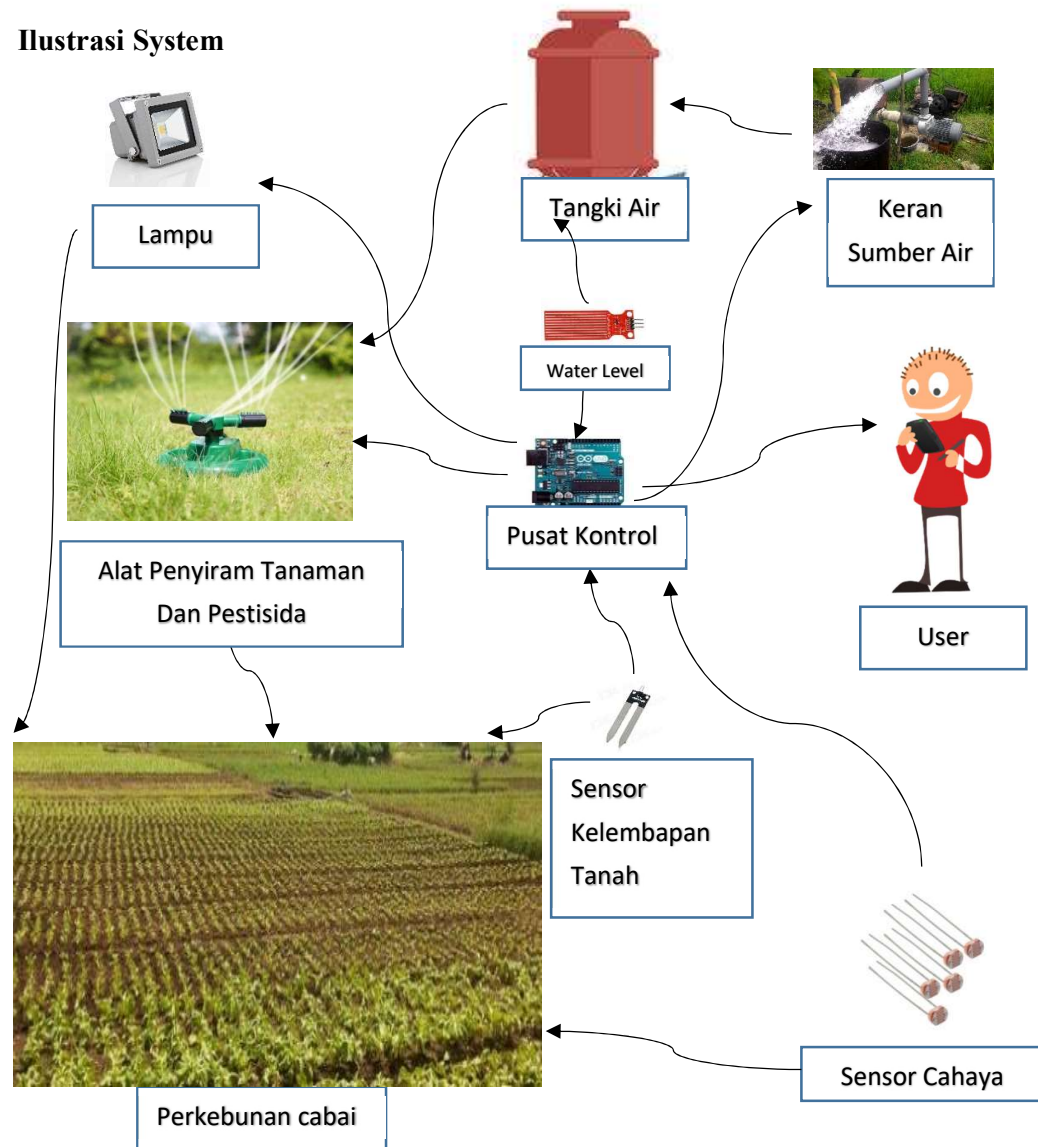 Ilustrasi System
Tangki Air
Keran
Sumber Air
Lampu
Water Level
Pusat Kontrol
Alat Penyiram Tanaman
Dan Pestisida
User
Sensor
Kelembapan
Tanah
Sensor Cahaya
Perkebunan cabai